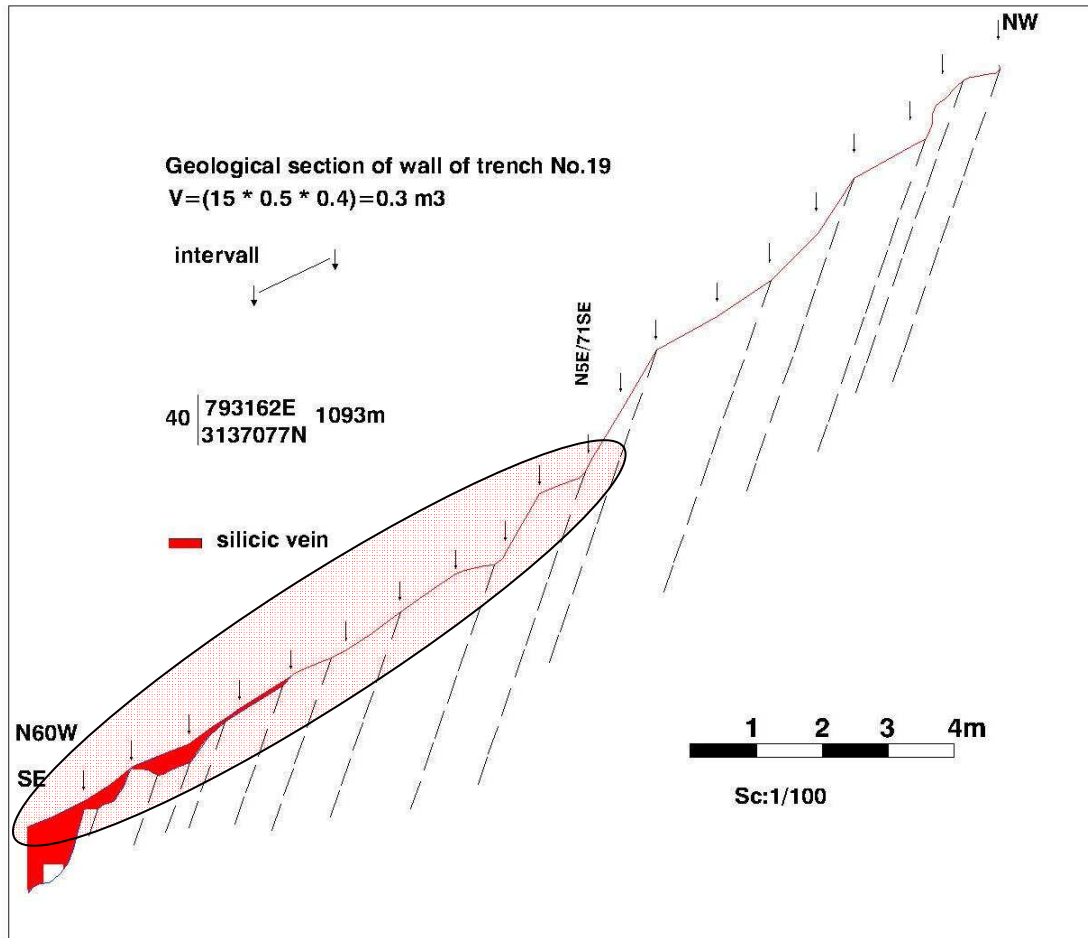 NW
Geological section of wall of trench No.19
V=(15 * 0.5 * 0.4)=0.3 m3
intervall
N5E/71SE
40 793162E 1093m
3137077N
silicic vein
N60W
SE
1 2 3 4m
Sc:1/100